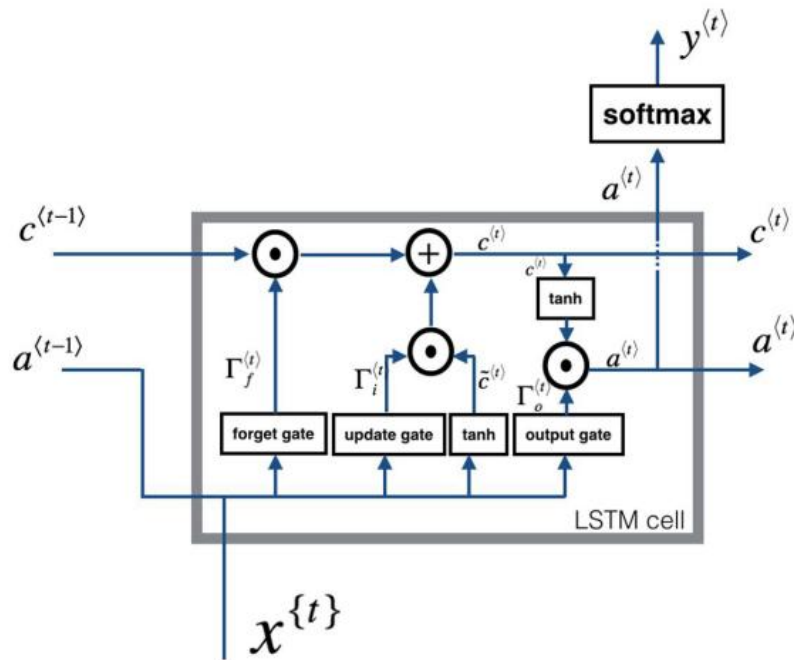 y⟨t⟩
softmax
a⟨t⟩
c⟨t−1⟩
c⟨t⟩
c⟨t⟩
c⟨t⟩
tanh
a⟨t−1⟩
Γf⟨t⟩
Γi⟨t⟩
c̃⟨t⟩
Γo⟨t⟩
a⟨t⟩
a⟨t⟩
forget gate
update gate
tanh
output gate
LSTM cell
x{t}